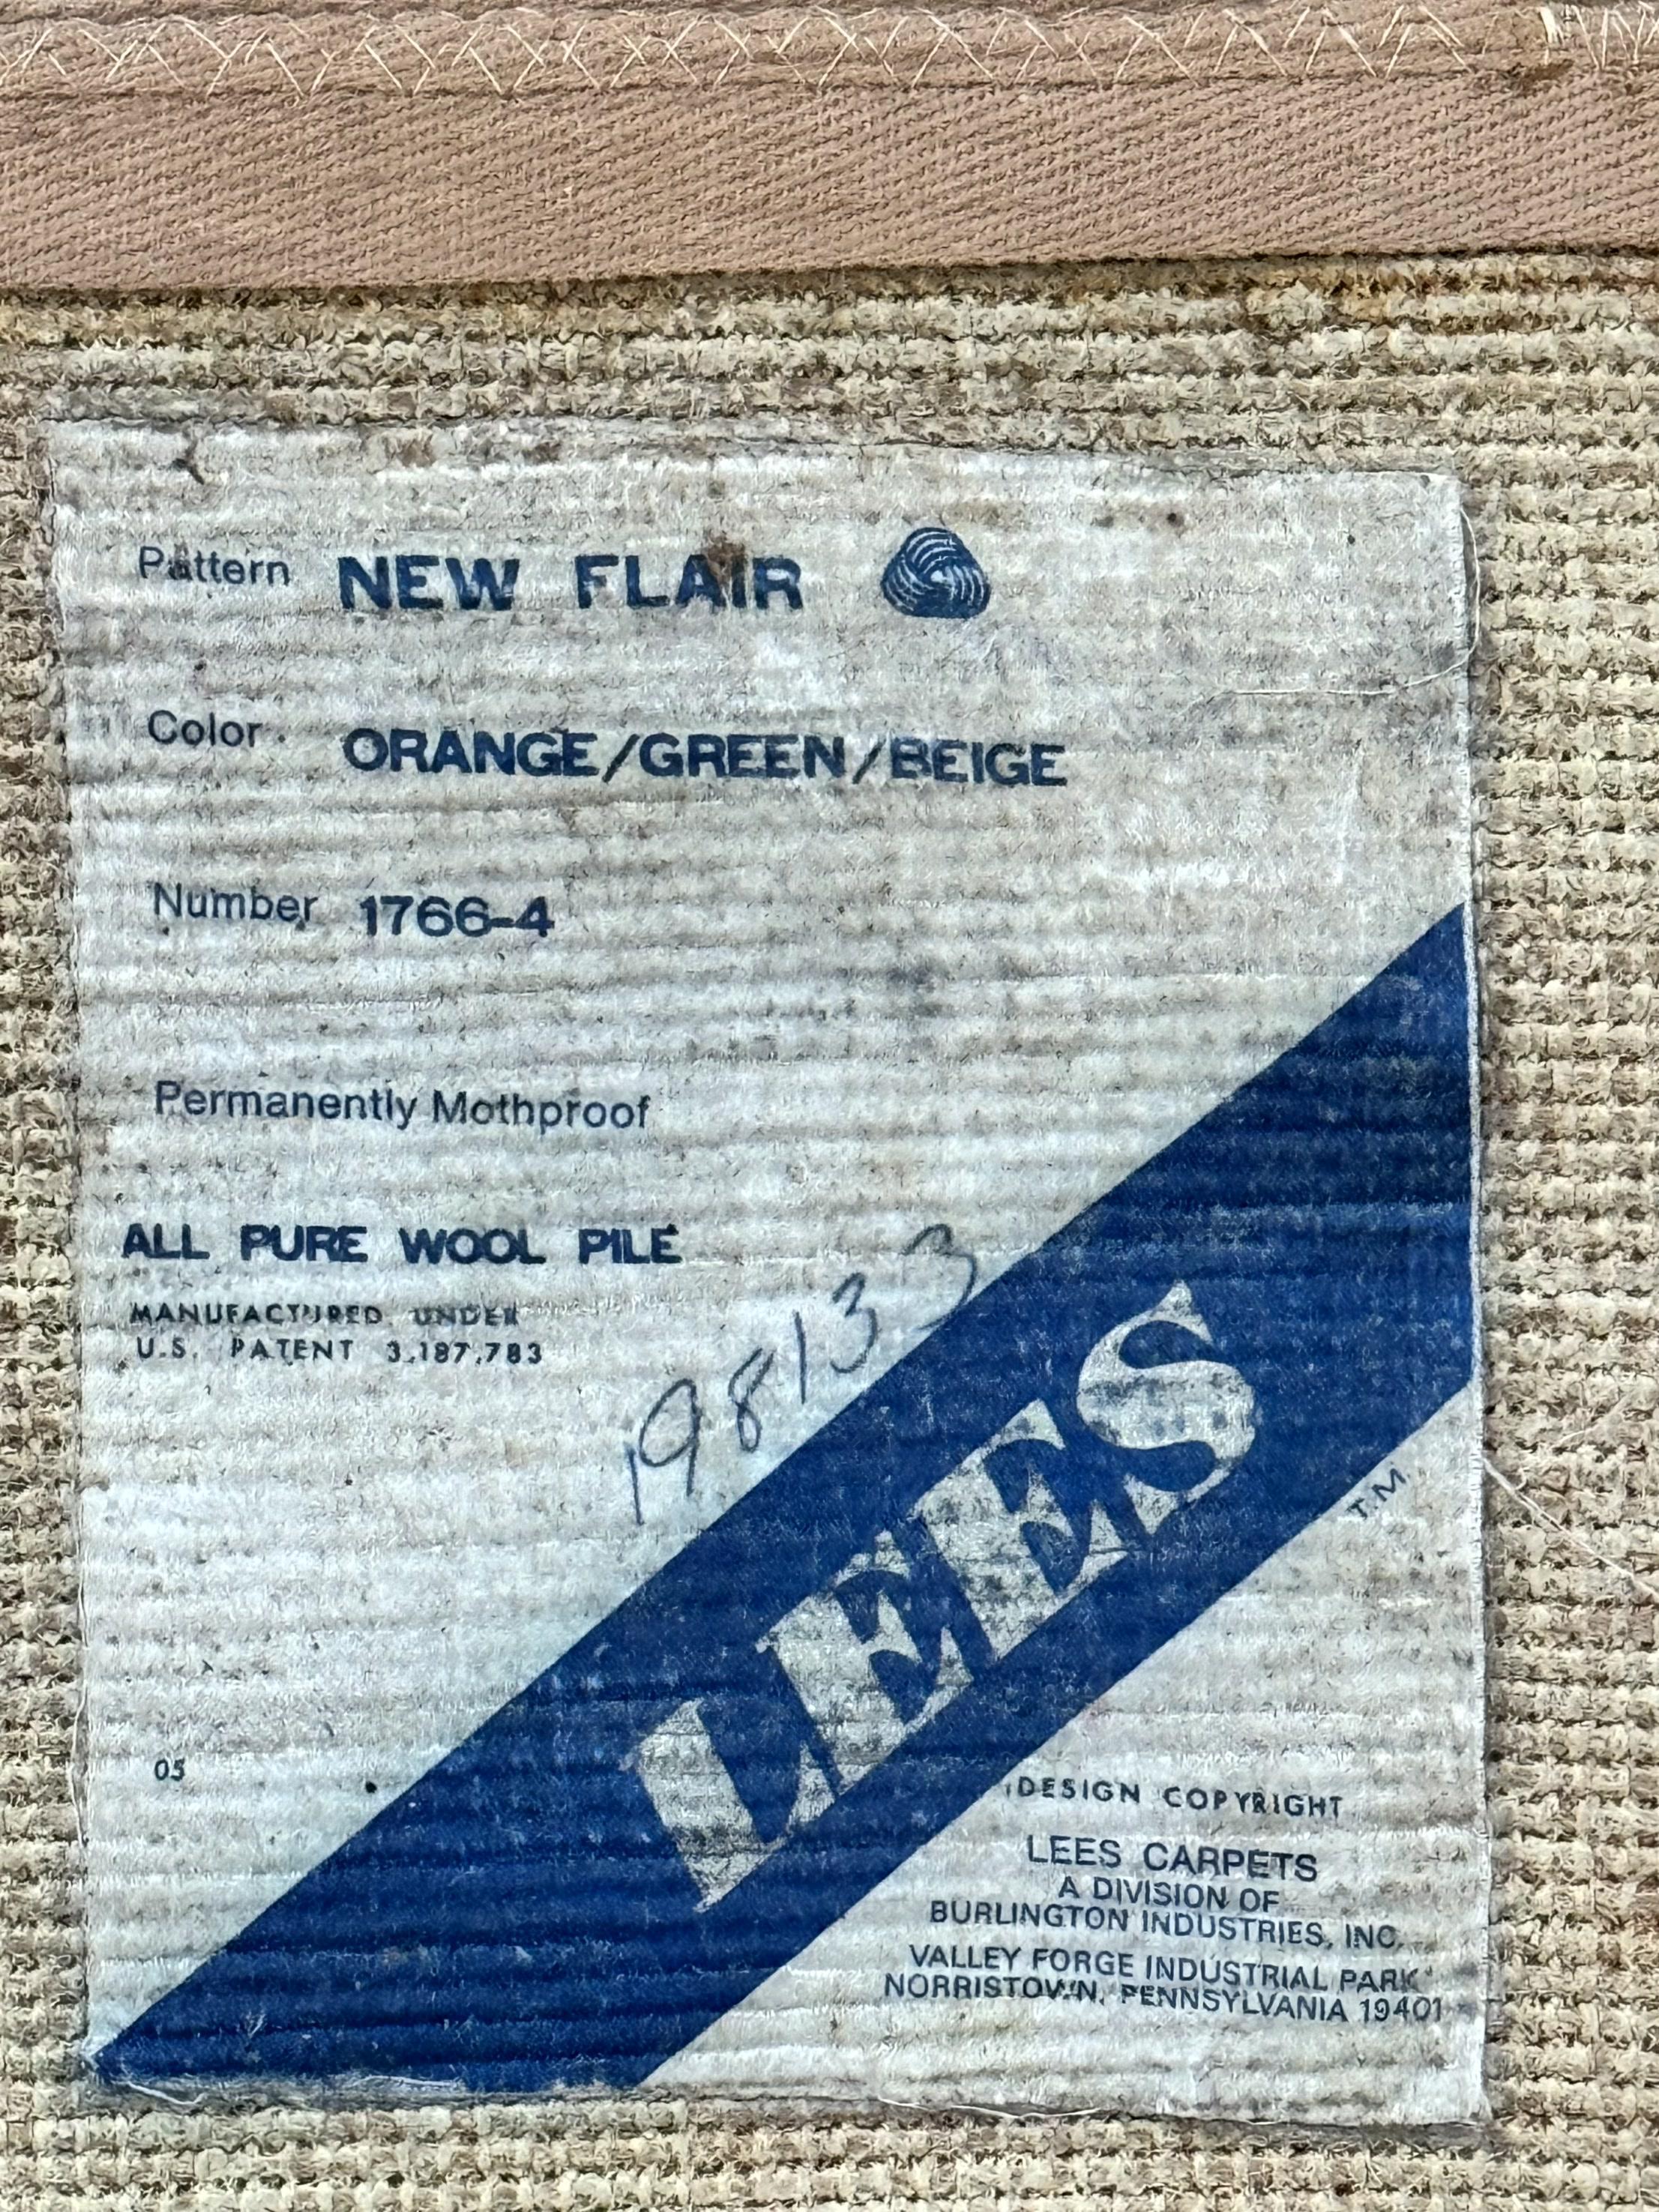 Pattern NEW FLAIR
Color ORANGE/GREEN/BEIGE
Number 1766-4
Permanently Mothproof
ALL PURE WOOL PILE
MANUFACTURED UNDER
U.S. PATENT 3,187,783
198133
LEES
T.M.
05
DESIGN COPYRIGHT
LEES CARPETS
A DIVISION OF
BURLINGTON INDUSTRIES, INC.
VALLEY FORGE INDUSTRIAL PARK
NORRISTOWN, PENNSYLVANIA 19401